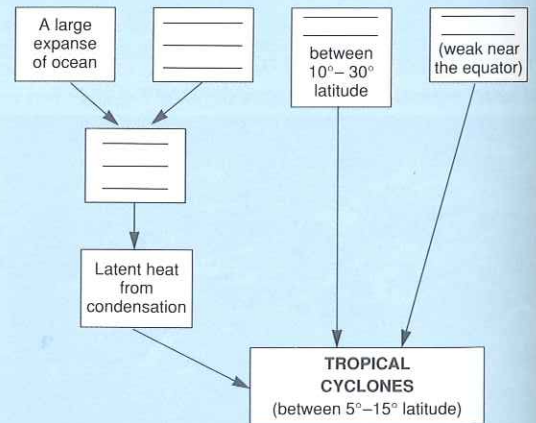 A large
expanse
of ocean
between
10°– 30°
latitude
(weak near
the equator)
Latent heat
from
condensation
TROPICAL
CYCLONES
(between 5°–15° latitude)